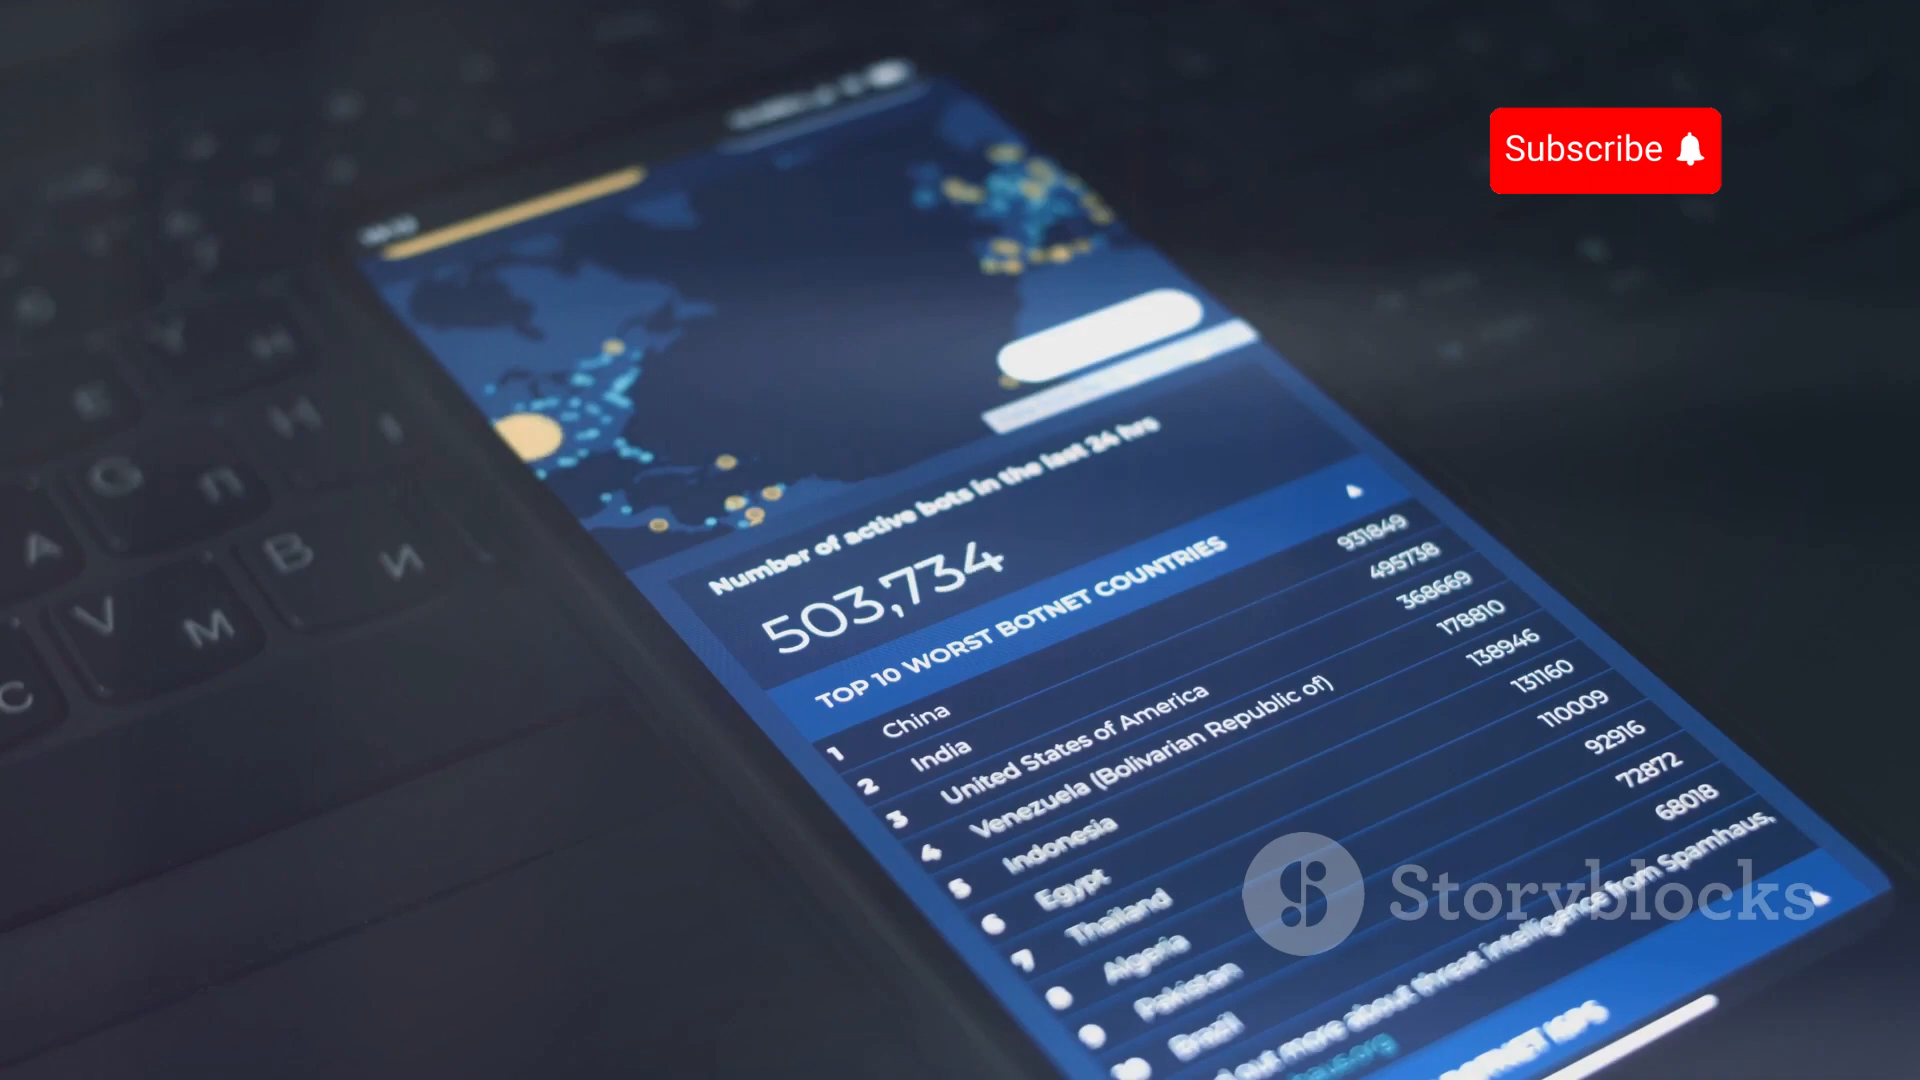 Subscribe
Number of active bots in the last 24 hrs
503,734
TOP 10 WORST BOTNET COUNTRIES
1 China 931849
2 India 495738
3 United States of America 368669
4 Venezuela (Bolivarian Republic of) 178810
5 Indonesia 138946
6 Egypt 131160
7 Thailand 110009
Algeria 92916
Pakistan 72872
10 Brazil 68018
out more about threat intelligence from Spamhaus,
Storyblocks
Y Н
E
G П
Н
А
V М
В И
С